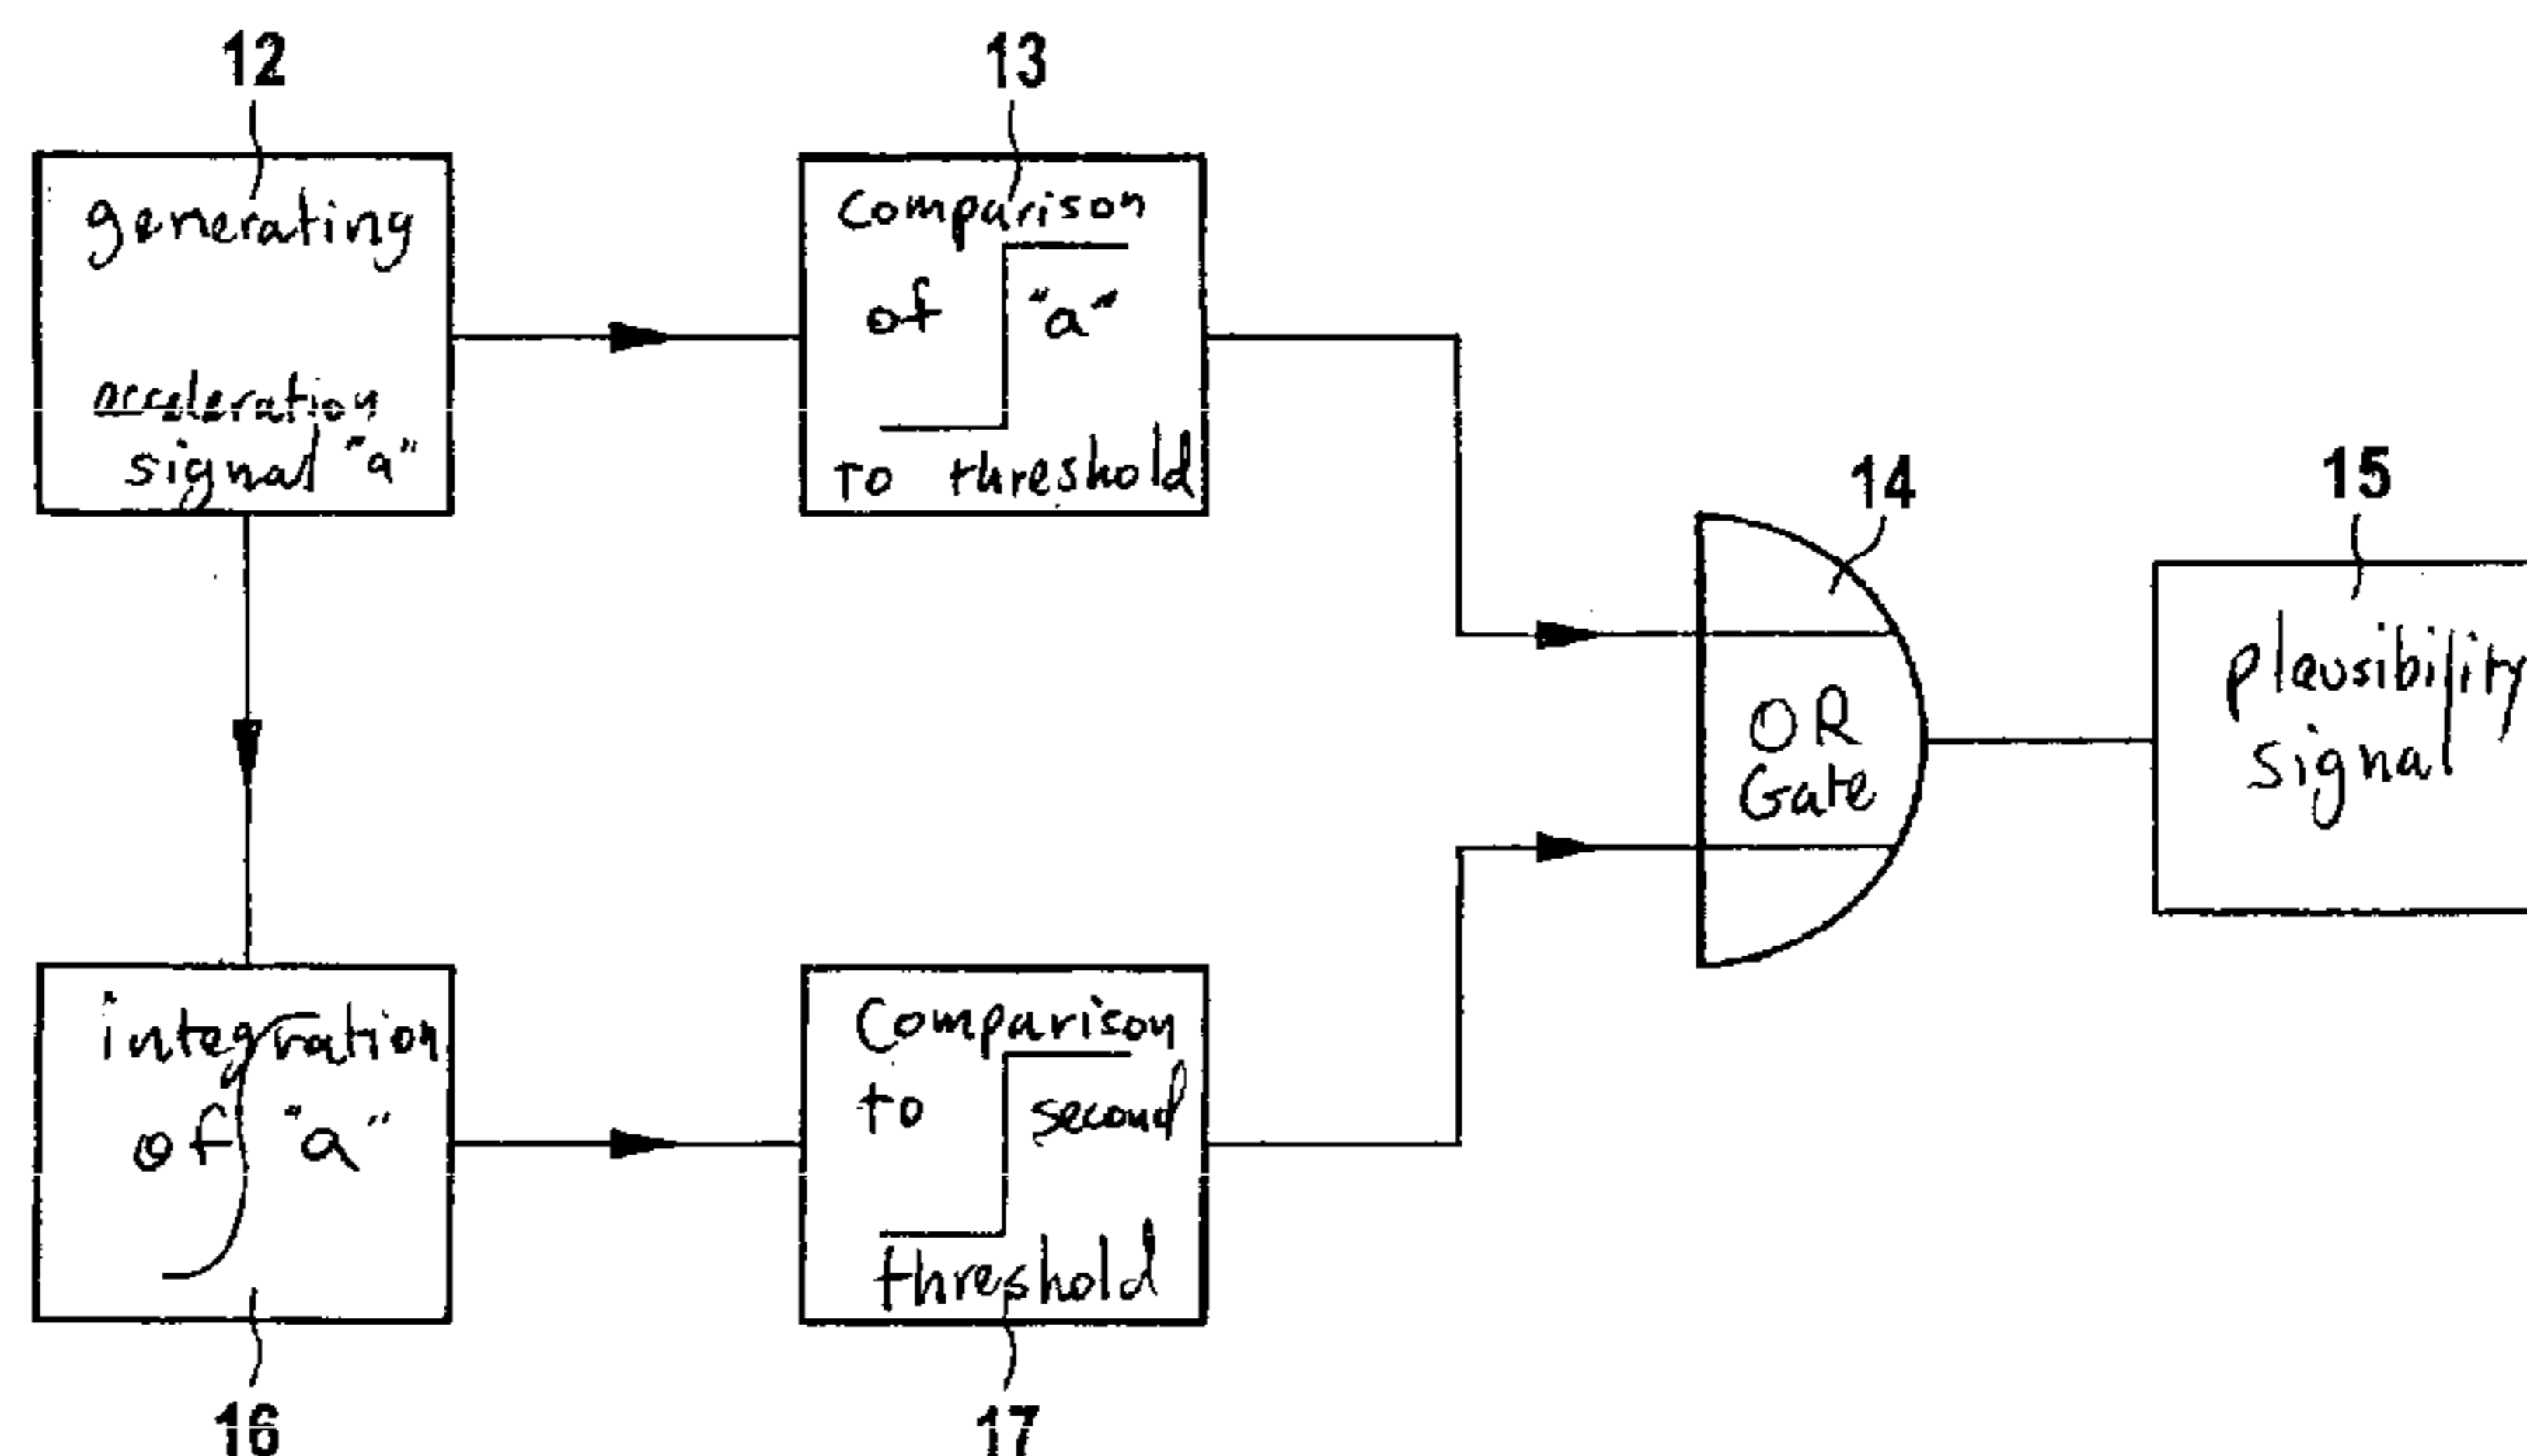 12
generating
acceleration
signal "a"
13
Comparison
of "a"
to threshold
14
OR
Gate
15
plausibility
signal
16
integration
of "a"
17
Comparison
to second
threshold